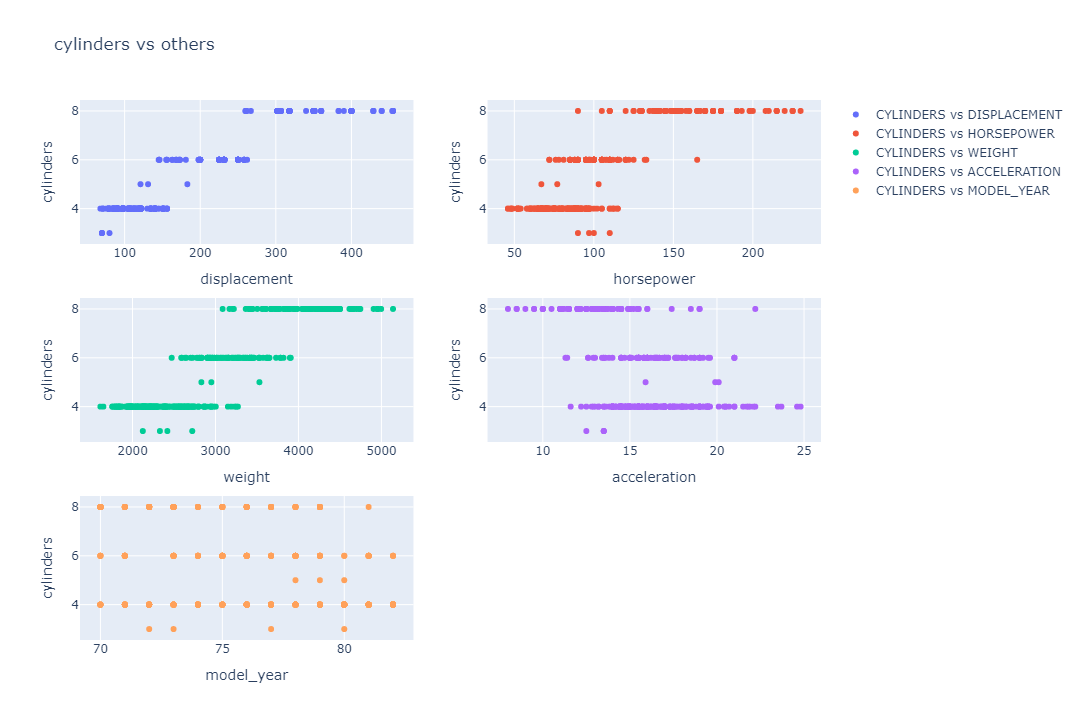 cylinders vs others
8
6
4
cylinders
100 200 300 400
displacement
8
6
4
cylinders
50 100 150 200
horsepower
CYLINDERS vs DISPLACEMENT
CYLINDERS vs HORSEPOWER
CYLINDERS vs WEIGHT
CYLINDERS vs ACCELERATION
CYLINDERS vs MODEL_YEAR
8
6
4
cylinders
2000 3000 4000 5000
weight
8
6
4
cylinders
10 15 20 25
acceleration
8
6
4
cylinders
70 75 80
model_year